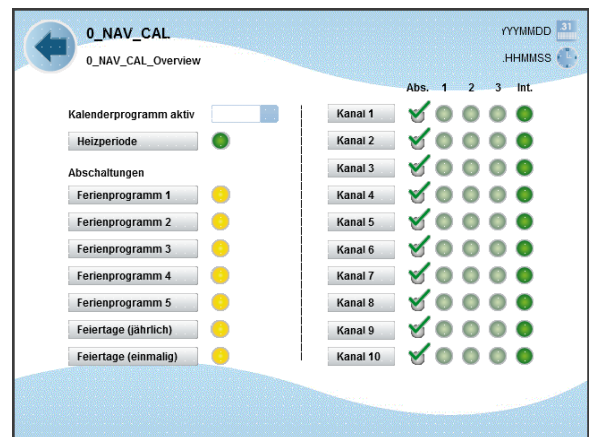 0_NAV_CAL
YYMMDD 31
0_NAV_CAL_Overview
.HHMMSS
Abs. 1 2 3 Int.
Kalenderprogramm aktiv
Kanal 1
Heizperiode
Kanal 2
Kanal 3
Abschaltungen
Ferienprogramm 1
Kanal 4
Ferienprogramm 2
Kanal 5
Ferienprogramm 3
Kanal 6
Ferienprogramm 4
Kanal 7
Ferienprogramm 5
Kanal 8
Feiertage (jährlich)
Kanal 9
Feiertage (einmalig)
Kanal 10